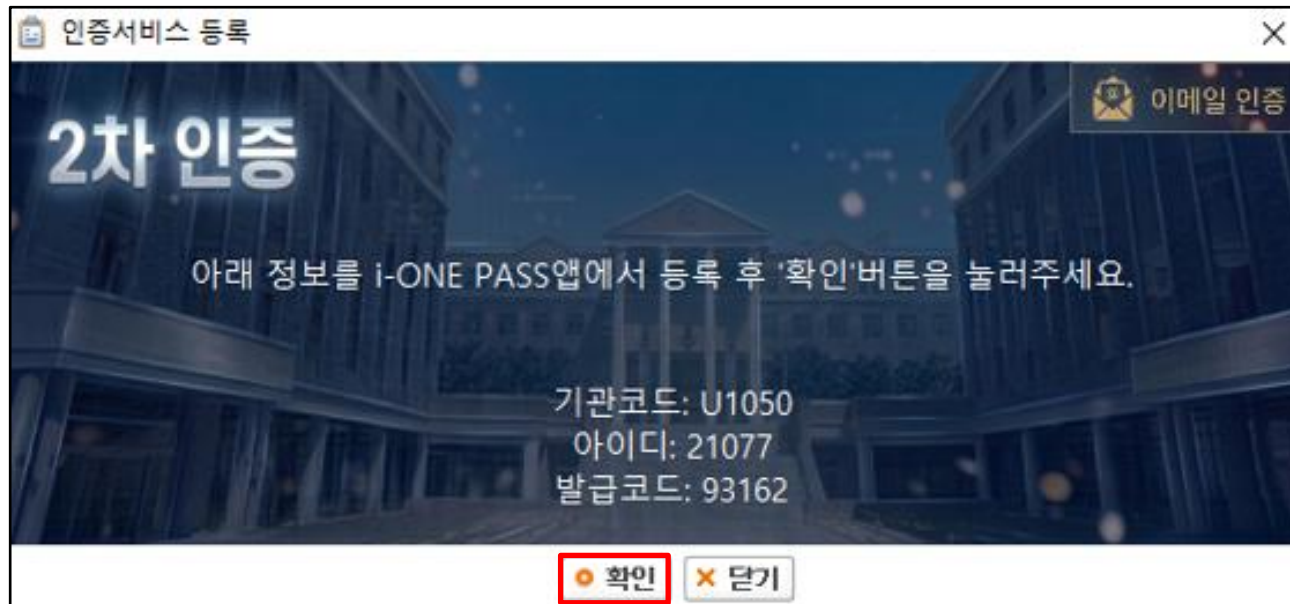 인증서비스 등록
이메일 인증
2차 인증
아래 정보를 i-ONE PASS앱에서 등록 후 '확인'버튼을 눌러주세요.
기관코드: U1050
아이디: 21077
발급코드: 93162
확인
닫기